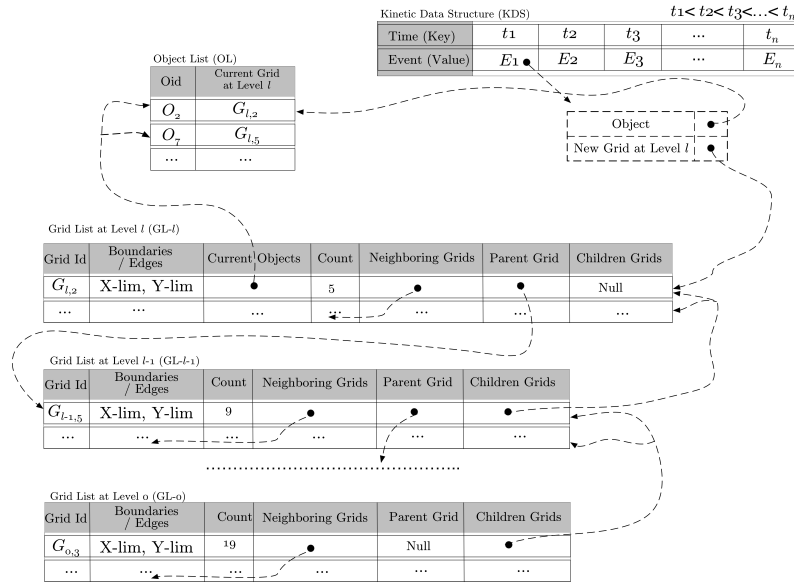 Kinetic Data Structure (KDS)
t1< t2< t3<...< tn
Time (Key) t1 t2 t3 ... tn
Event (Value) E1 E2 E3 ... En
Object List (OL)
Oid Current Grid at Level l
O2 Gl,2
O7 Gl,5
... ...
Object
New Grid at Level l
Grid List at Level l (GL-l)
Grid Id Boundaries / Edges Current Objects Count Neighboring Grids Parent Grid Children Grids
Gl,2 X-lim, Y-lim 5 Null
... ... ... ... ... ... ...
Grid List at Level l-1 (GL-l-1)
Grid Id Boundaries / Edges Count Neighboring Grids Parent Grid Children Grids
Gl-1,5 X-lim, Y-lim 9
... ... ... ... ... ...
Grid List at Level 0 (GL-0)
Grid Id Boundaries / Edges Count Neighboring Grids Parent Grid Children Grids
G0,3 X-lim, Y-lim 19 Null
... ... ... ... ... ...